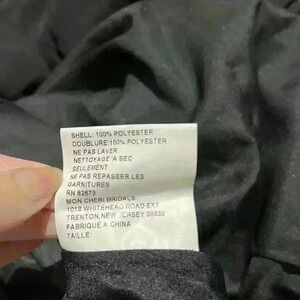 SHELL: 100% POLYESTER
DOUBLURE:100% POLYESTER
NE PAS LAVER
NETTOYAGE A SEC
SEULEMENT
NE PAS REPASSER LES
GARNITURES
RN 82673
MON CHERI BRIDALS
1018 WHITEHEAD ROAD EXT
TRENTON,NEW JERSEY 08638
FABRIQUE A CHINA
TAILLE: